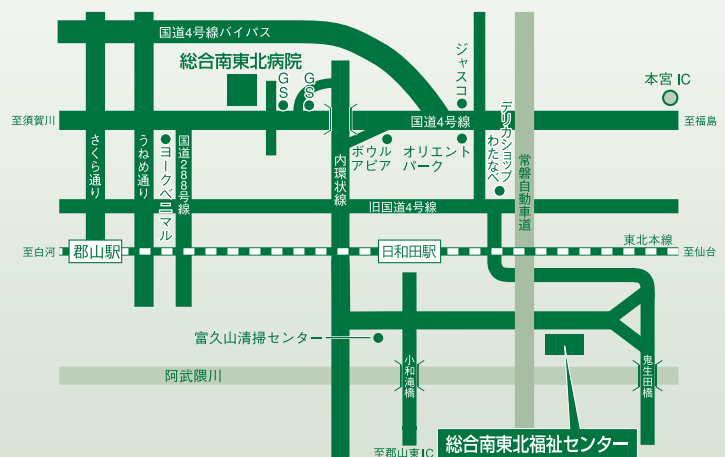 国道4号線バイパス
総合南東北病院
GS
GS
ジャスコ
本宮IC
至須賀川
国道4号線
至福島
さくら通り
うねめ通り
ヨークベニマル
国道288号線
内環状線
ボウル
アピア
オリエント
パーク
デリカショップ
わたなべ
常磐自動車道
旧国道4号線
東北本線
至白河
郡山駅
日和田駅
至仙台
富久山清掃センター
小和滝橋
鬼生田橋
阿武隈川
総合南東北福祉センター
至郡山東IC